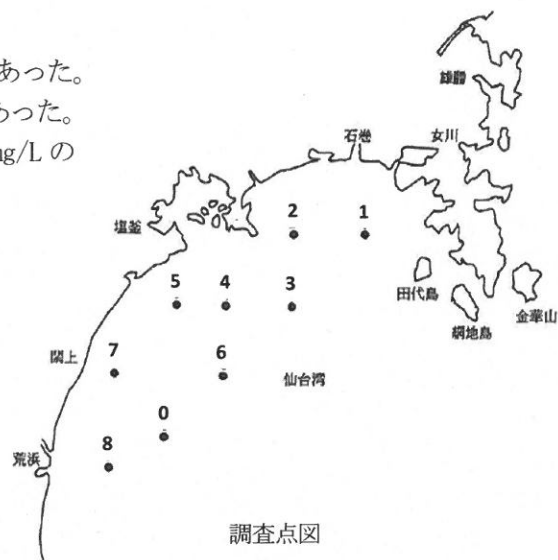 あった。
あった。
mg/L の
雄勝
石巻
女川
2
1
塩釜
5
4
3
田代島
金華山
網地島
閖上
7
6
仙台湾
0
荒浜
8
調査点図